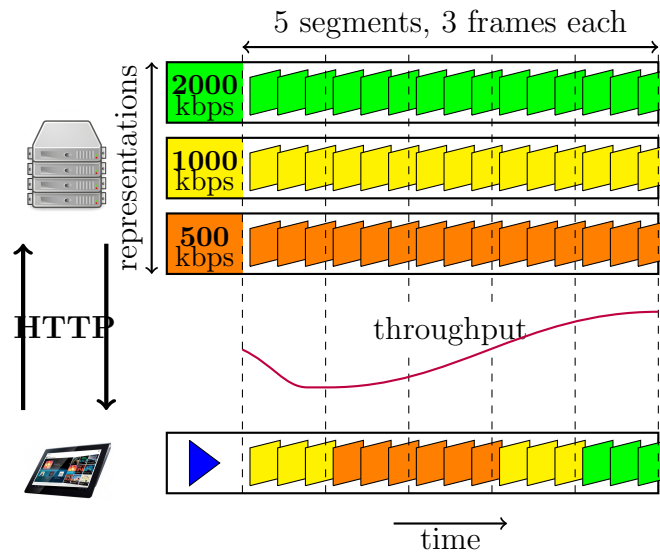 5 segments, 3 frames each
representations
2000
kbps
1000
kbps
500
kbps
HTTP
throughput
time